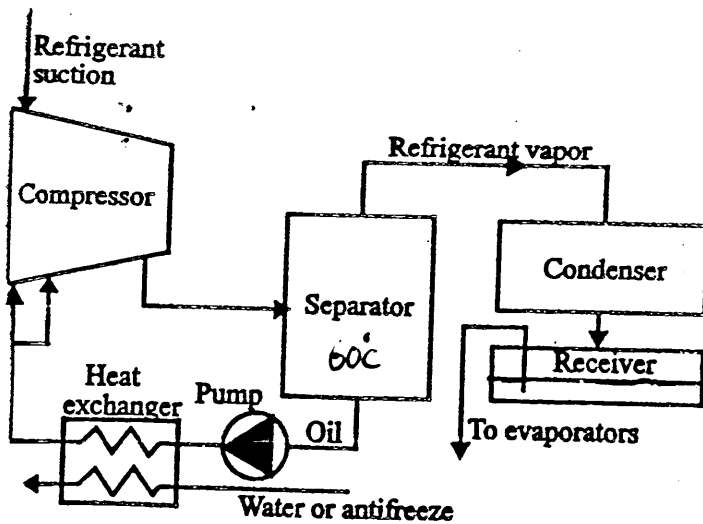 Refrigerant
suction
Compressor
Refrigerant vapor
Condenser
Separator
60°C
Receiver
Heat
exchanger
Pump
Oil
To evaporators
Water or antifreeze